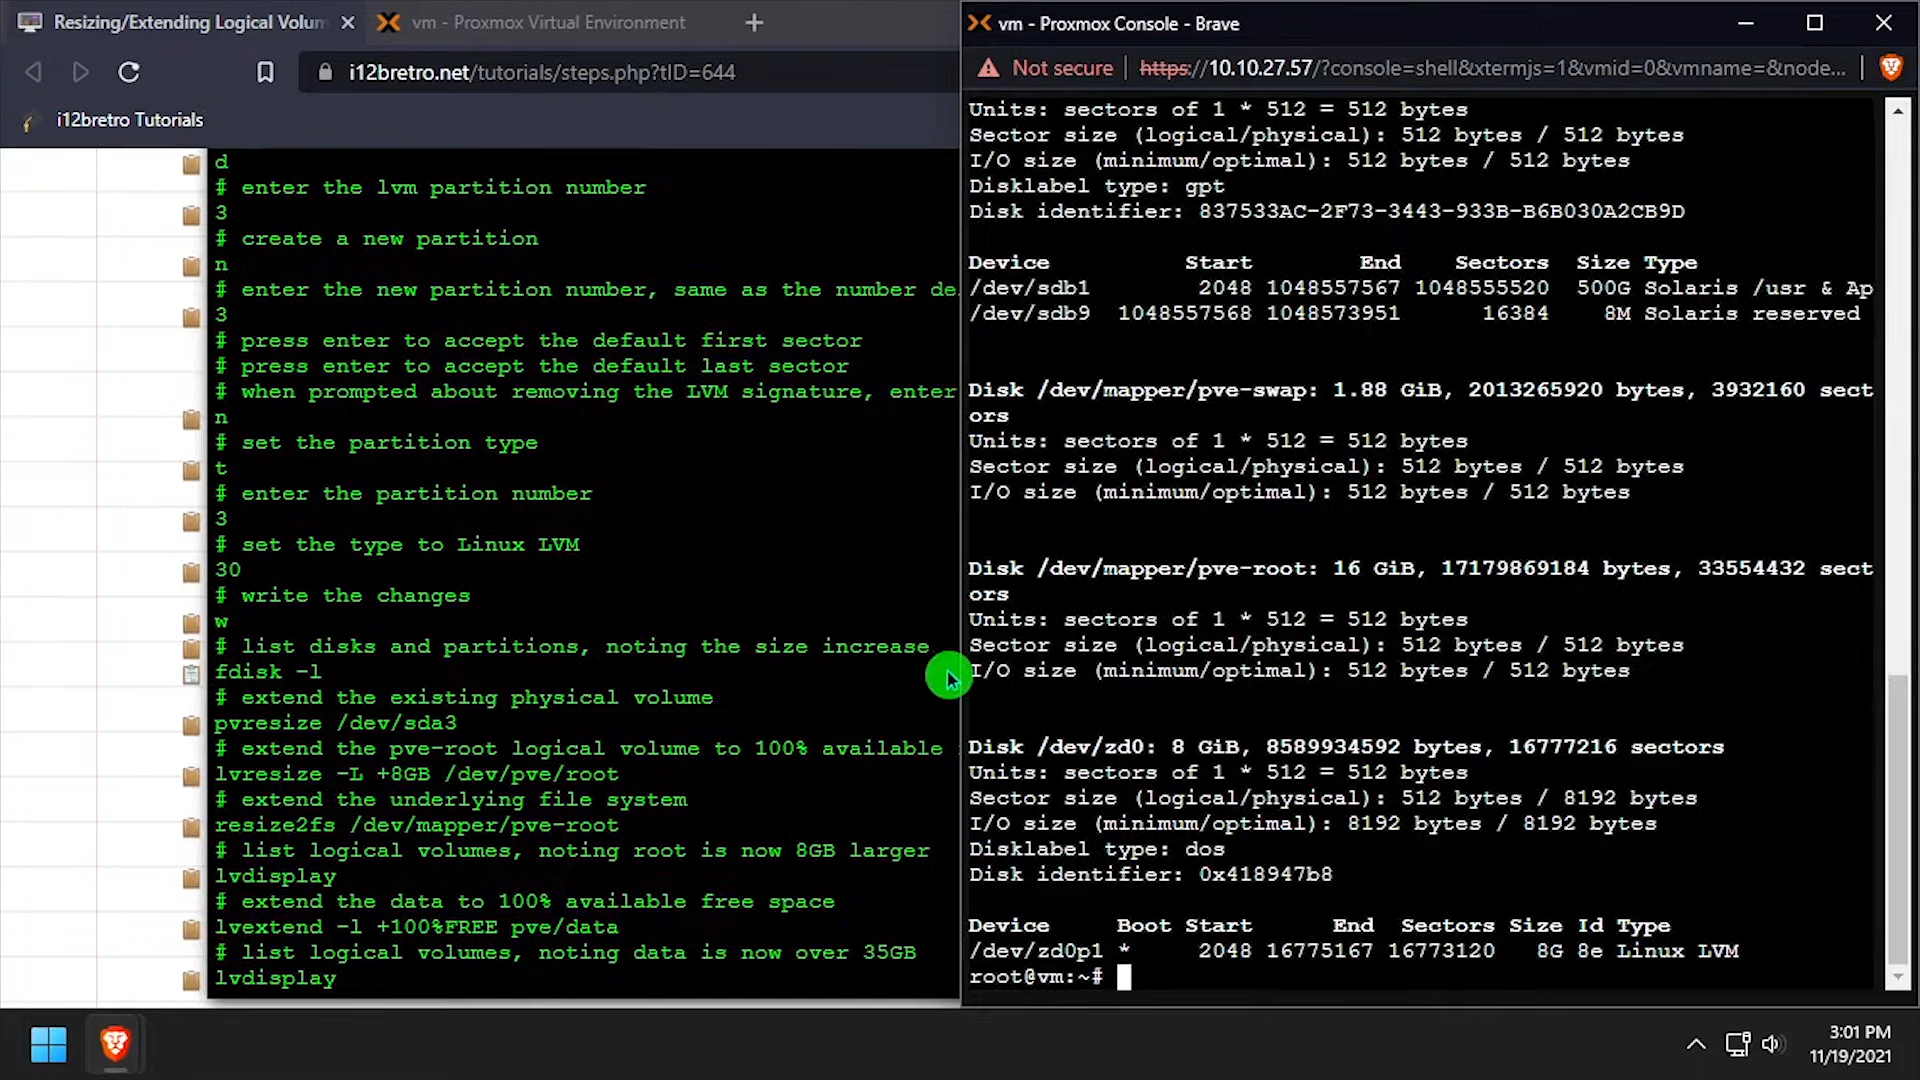 Resizing/Extending Logical Volum
vm - Proxmox Virtual Environment
i12bretro.net/tutorials/steps.php?tID=644
i12bretro Tutorials
d
# enter the lvm partition number
3
# create a new partition
n
# enter the new partition number, same as the number de
3
# press enter to accept the default first sector
# press enter to accept the default last sector
# when prompted about removing the LVM signature, enter
n
# set the partition type
t
# enter the partition number
3
# set the type to Linux LVM
30
# write the changes
w
# list disks and partitions, noting the size increase
fdisk -l
# extend the existing physical volume
pvresize /dev/sda3
# extend the pve-root logical volume to 100% available
lvresize -L +8GB /dev/pve/root
# extend the underlying file system
resize2fs /dev/mapper/pve-root
# list logical volumes, noting root is now 8GB larger
lvdisplay
# extend the data to 100% available free space
lvextend -l +100%FREE pve/data
# list logical volumes, noting data is now over 35GB
lvdisplay
vm - Proxmox Console - Brave
Not secure https://10.10.27.57/?console=shell&xtermjs=1&vmid=0&vmname=&node...
Units: sectors of 1 * 512 = 512 bytes
Sector size (logical/physical): 512 bytes / 512 bytes
I/O size (minimum/optimal): 512 bytes / 512 bytes
Disklabel type: gpt
Disk identifier: 837533AC-2F73-3443-933B-B6B030A2CB9D
Device Start End Sectors Size Type
/dev/sdb1 2048 1048557567 1048555520 500G Solaris /usr & Ap
/dev/sdb9 1048557568 1048573951 16384 8M Solaris reserved
Disk /dev/mapper/pve-swap: 1.88 GiB, 2013265920 bytes, 3932160 sect
ors
Units: sectors of 1 * 512 = 512 bytes
Sector size (logical/physical): 512 bytes / 512 bytes
I/O size (minimum/optimal): 512 bytes / 512 bytes
Disk /dev/mapper/pve-root: 16 GiB, 17179869184 bytes, 33554432 sect
ors
Units: sectors of 1 * 512 = 512 bytes
Sector size (logical/physical): 512 bytes / 512 bytes
I/O size (minimum/optimal): 512 bytes / 512 bytes
Disk /dev/zd0: 8 GiB, 8589934592 bytes, 16777216 sectors
Units: sectors of 1 * 512 = 512 bytes
Sector size (logical/physical): 512 bytes / 8192 bytes
I/O size (minimum/optimal): 8192 bytes / 8192 bytes
Disklabel type: dos
Disk identifier: 0x418947b8
Device Boot Start End Sectors Size Id Type
/dev/zd0p1 * 2048 16775167 16773120 8G 8e Linux LVM
root@vm:~#
3:01 PM
11/19/2021